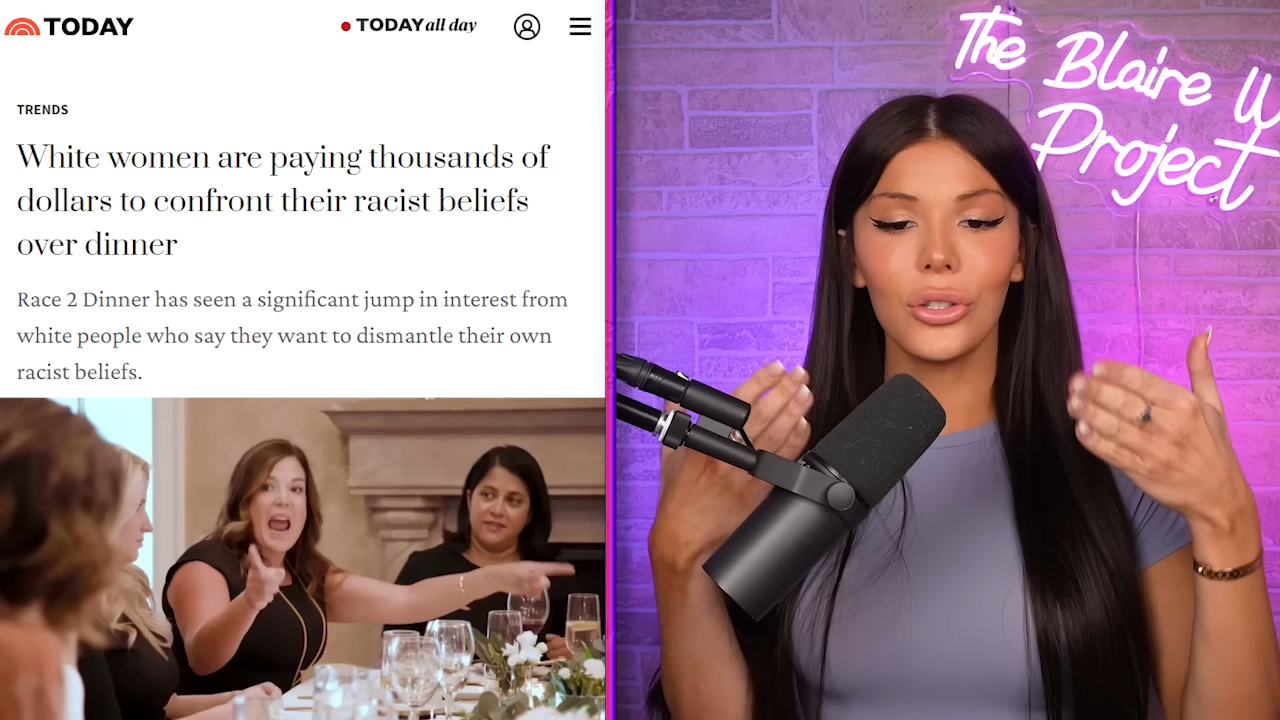 TODAY
TODAY all day
TRENDS
White women are paying thousands of
dollars to confront their racist beliefs
over dinner
Race 2 Dinner has seen a significant jump in interest from
white people who say they want to dismantle their own
racist beliefs.
The Blaire W
Project